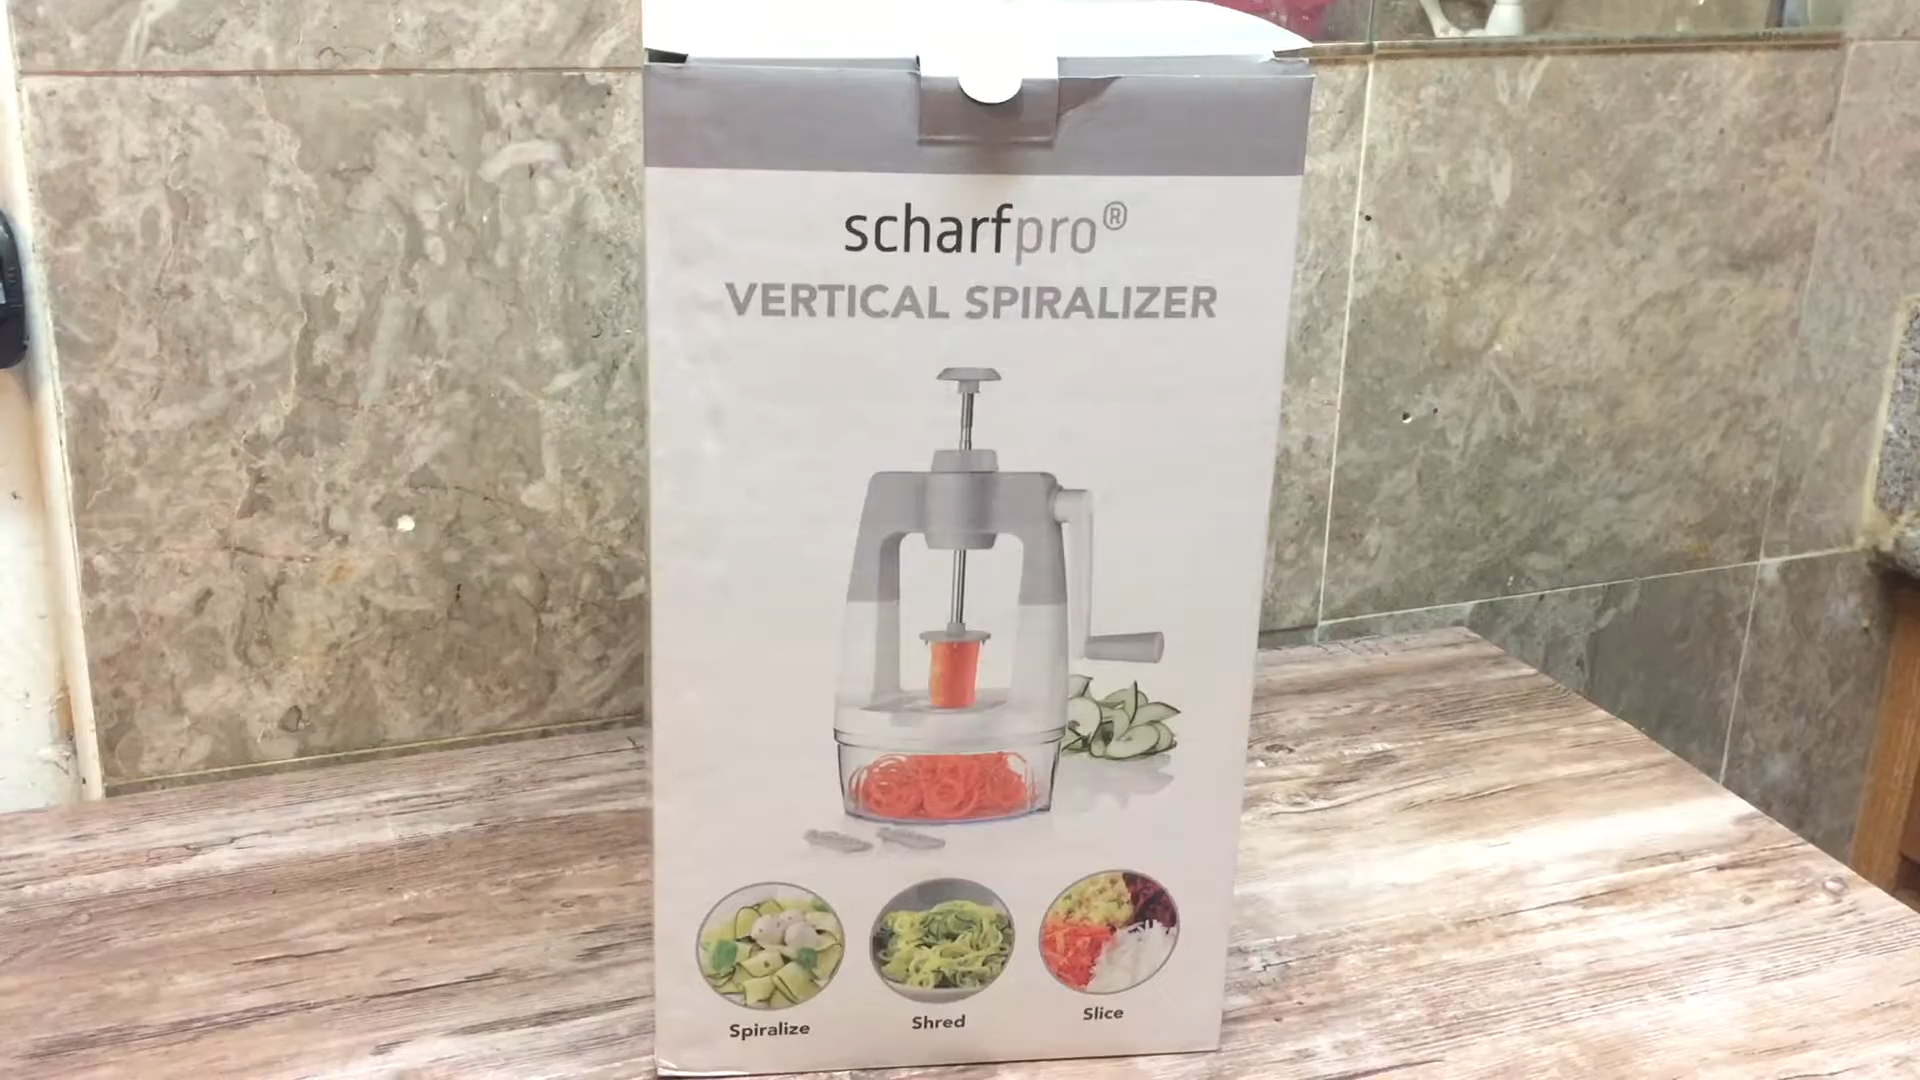 scharfpro®
VERTICAL SPIRALIZER
Spiralize
Shred
Slice